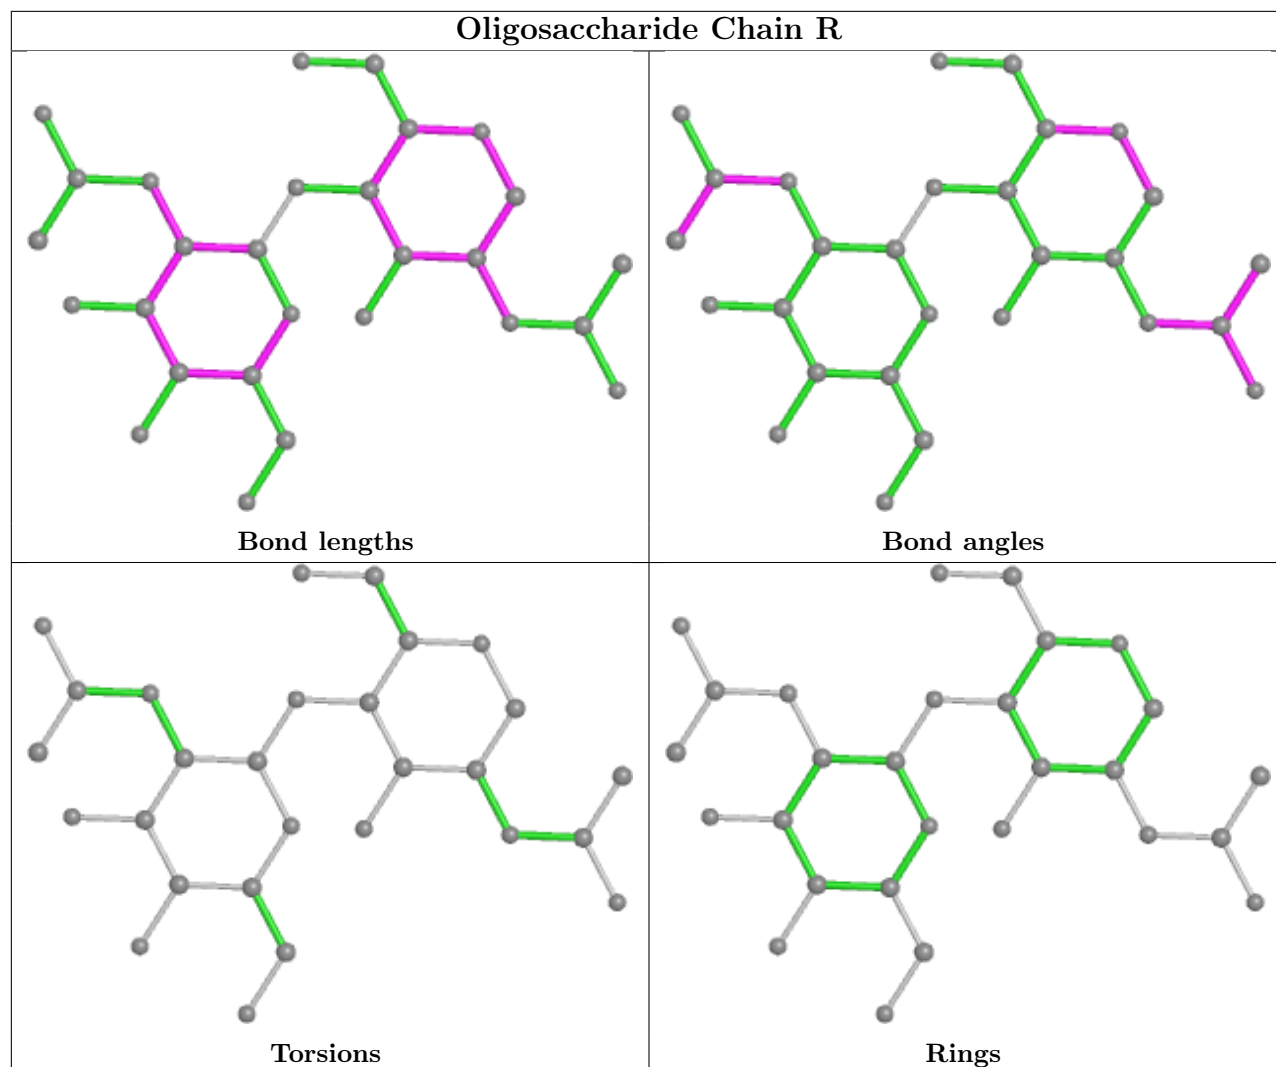 Oligosaccharide Chain R
Bond lengths
Bond angles
Torsions
Rings